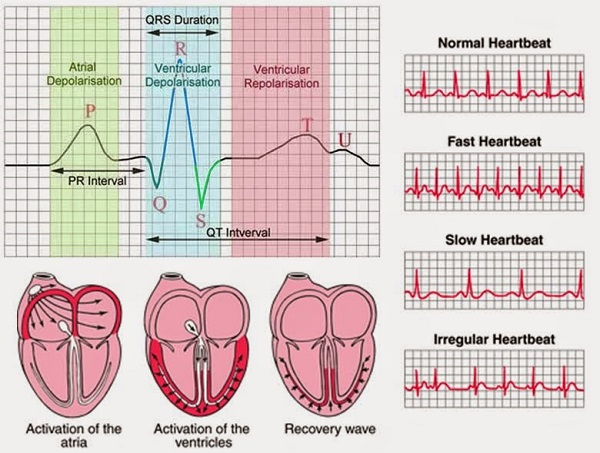 QRS Duration
R
Atrial
Depolarisation
Ventricular
Depolarisation
Ventricular
Repolarisation
P
T
U
PR Interval
Q
S
QT Intverval
Activation of the
atria
Activation of the
ventricles
Recovery wave
Normal Heartbeat
Fast Heartbeat
Slow Heartbeat
Irregular Heartbeat